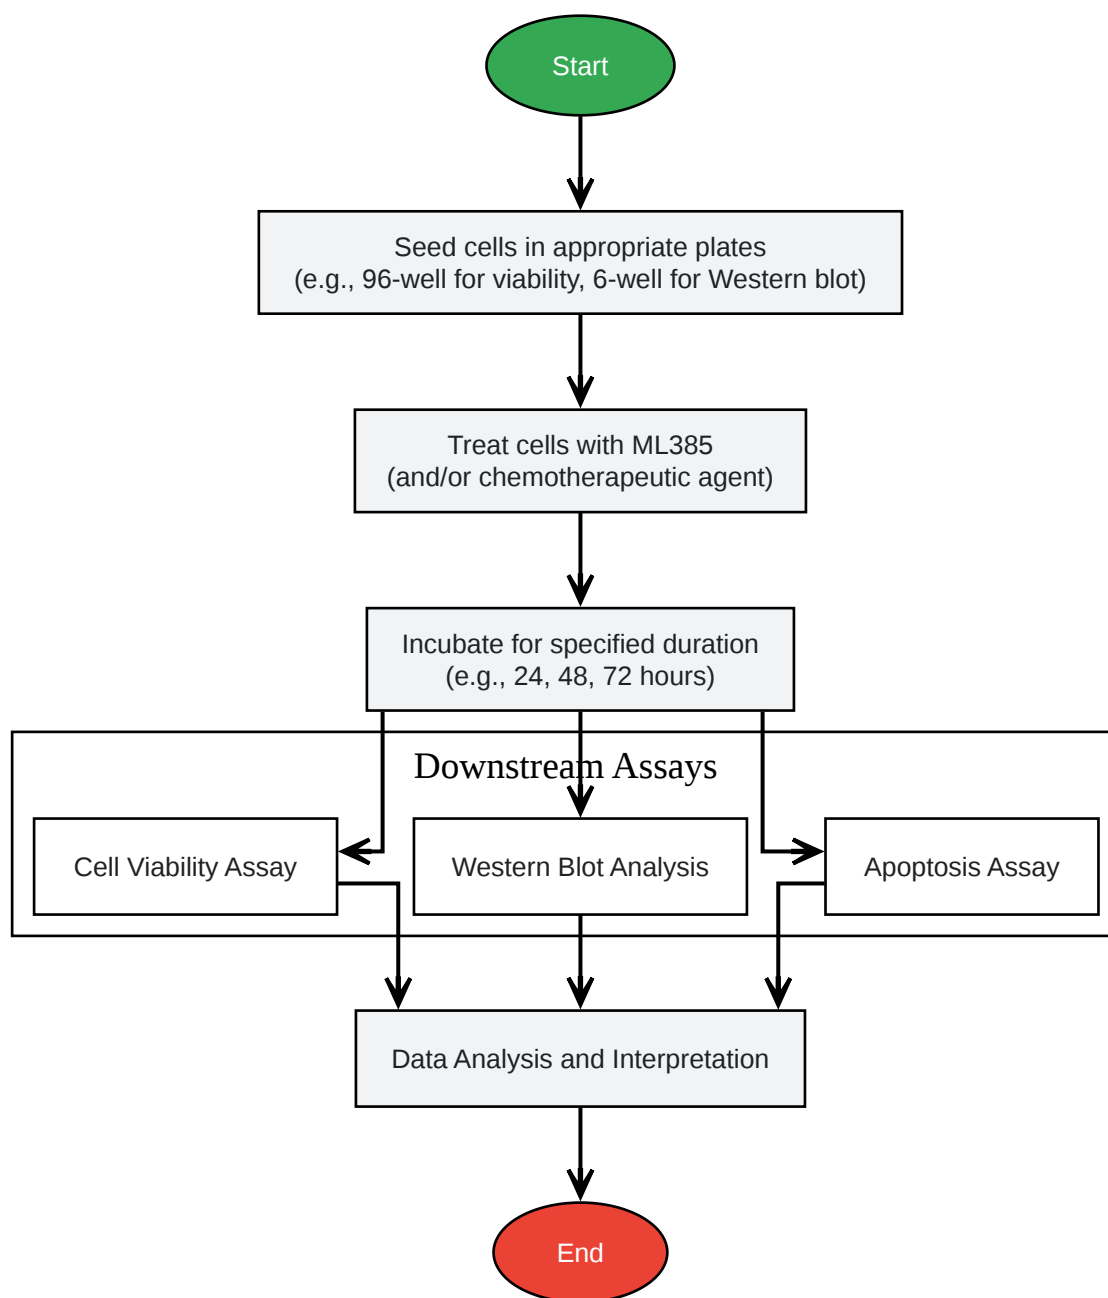 Start
Seed cells in appropriate plates
(e.g., 96-well for viability, 6-well for Western blot)
Treat cells with ML385
(and/or chemotherapeutic agent)
Incubate for specified duration
(e.g., 24, 48, 72 hours)
Downstream Assays
Cell Viability Assay
Western Blot Analysis
Apoptosis Assay
Data Analysis and Interpretation
End